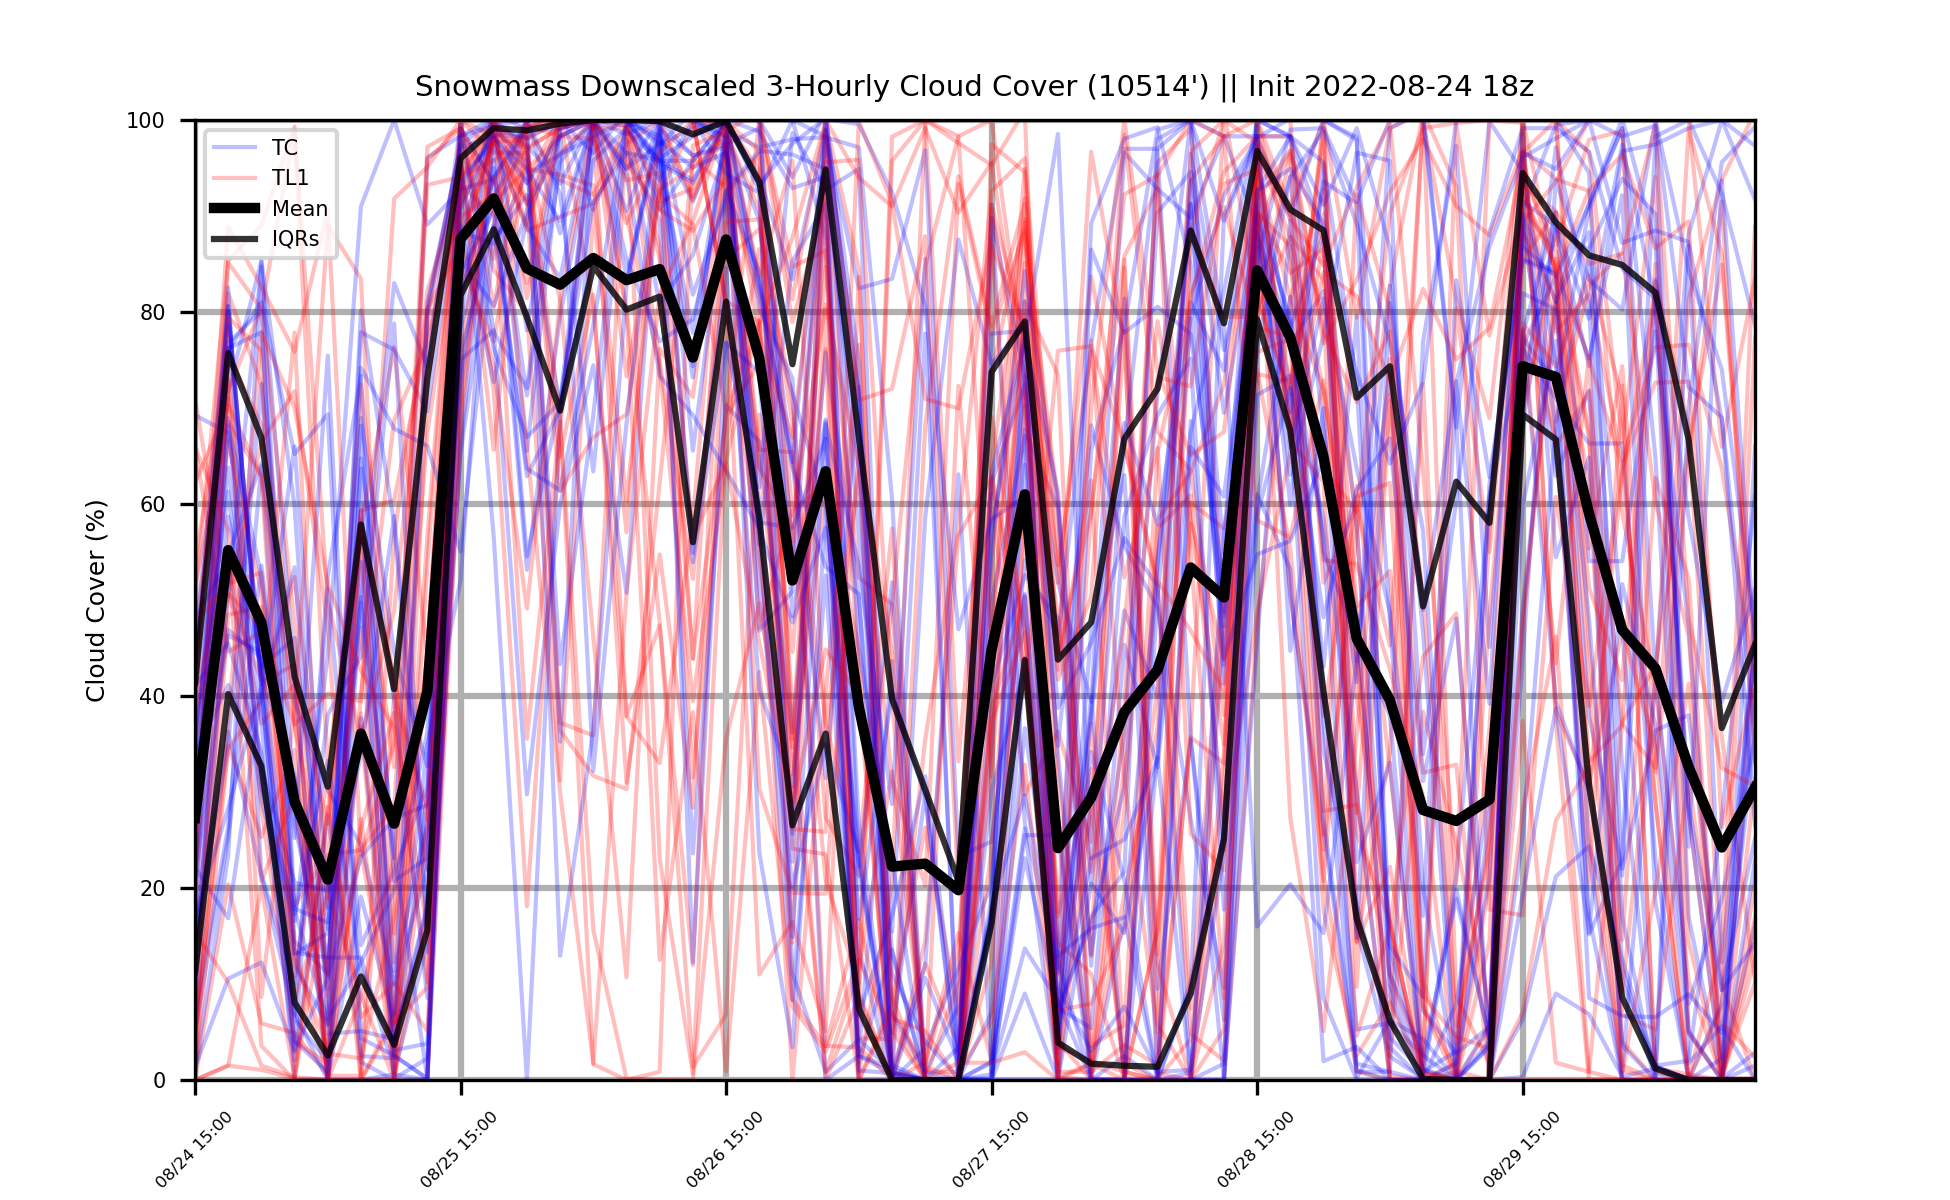 Snowmass Downscaled 3-Hourly Cloud Cover (10514') || Init 2022-08-24 18z
Cloud Cover (%)
100
80
60
40
20
0
TC
TL1
Mean
IQRs
08/24 15:00
08/25 15:00
08/26 15:00
08/27 15:00
08/28 15:00
08/29 15:00